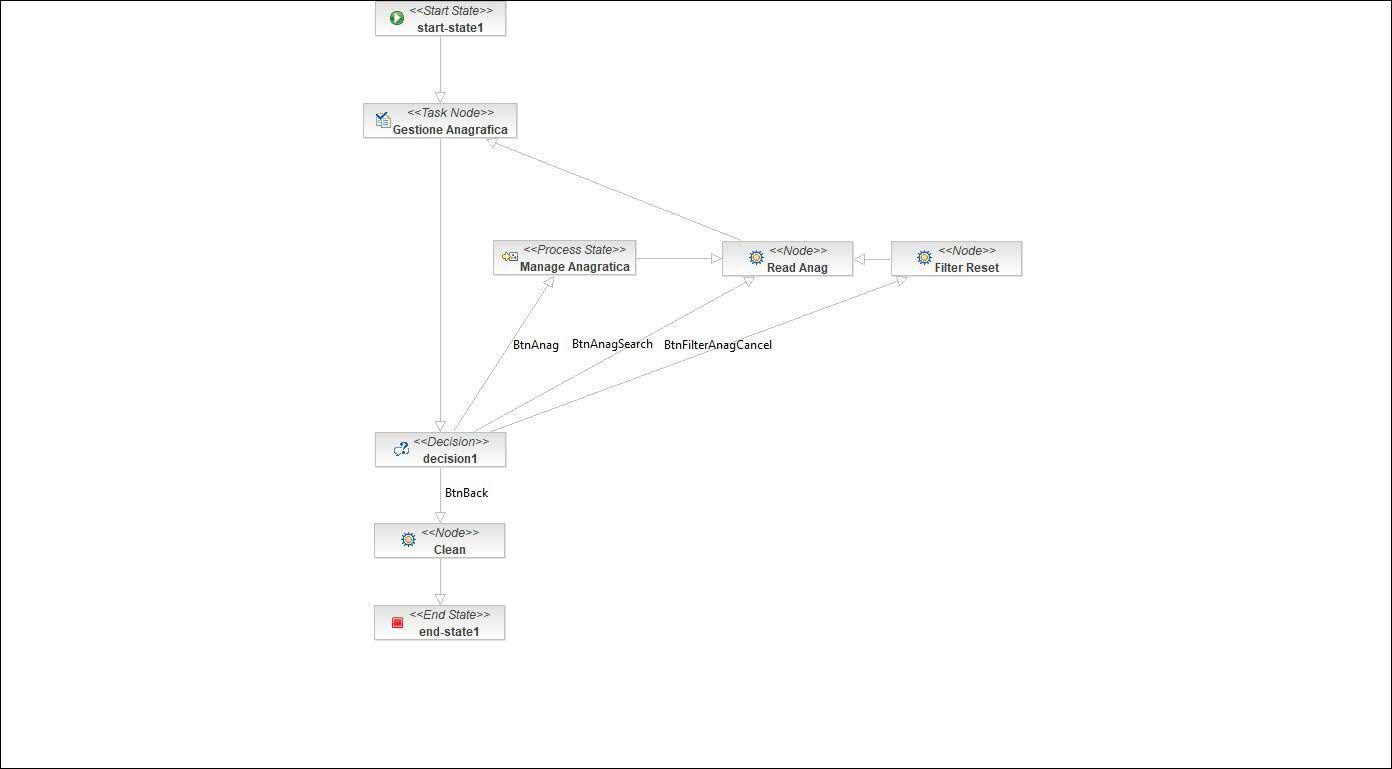 <<Start State>>
start-state1
<<Task Node>>
Gestione Anagrafica
<<Process State>>
Manage Anagratica
<<Node>>
Read Anag
<<Node>>
Filter Reset
BtnAnag
BtnAnagSearch
BtnFilterAnagCancel
<<Decision>>
decision1
BtnBack
<<Node>>
Clean
<<End State>>
end-state1